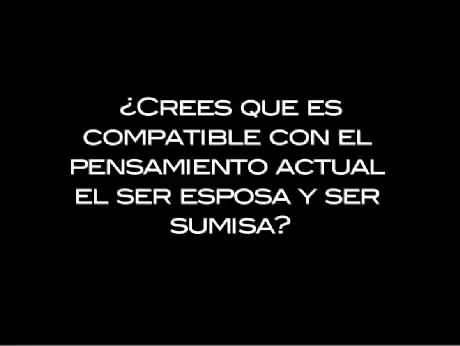 ¿CREES QUE ES
COMPATIBLE CON EL
PENSAMIENTO ACTUAL
EL SER ESPOSA Y SER
SUMISA?